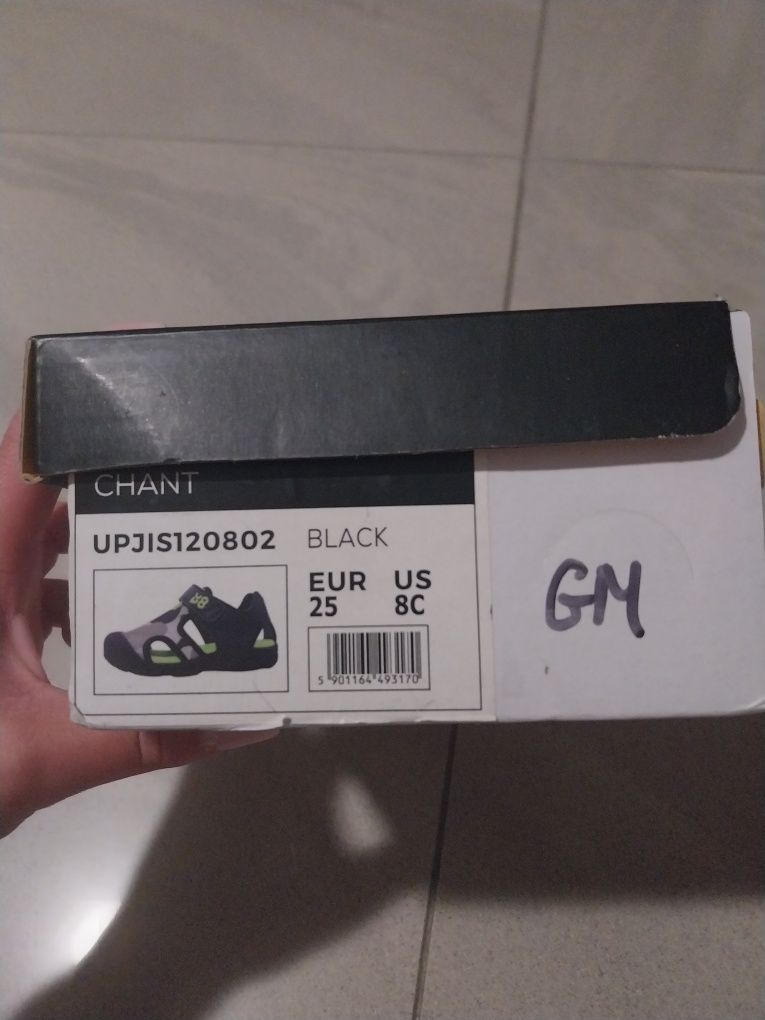 CHANT
UPJIS120802 BLACK
EUR US
25 8C
5 901164 493170
GM